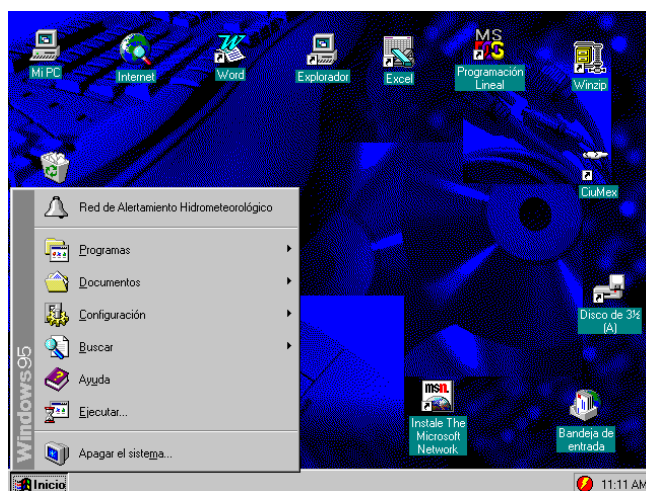 Mi PC
Internet
Word
Explorador
Excel
MS
Programación
Lineal
Winzip
CiuMex
Disco de 3½
(A)
msn.
Instale The
Microsoft
Network
Bandeja de
entrada
Red de Alertamiento Hidrometeorológico
Programas
Documentos
Configuración
Buscar
Ayuda
Ejecutar...
Apagar el sistema...
Windows95
Inicio
11:11 AM